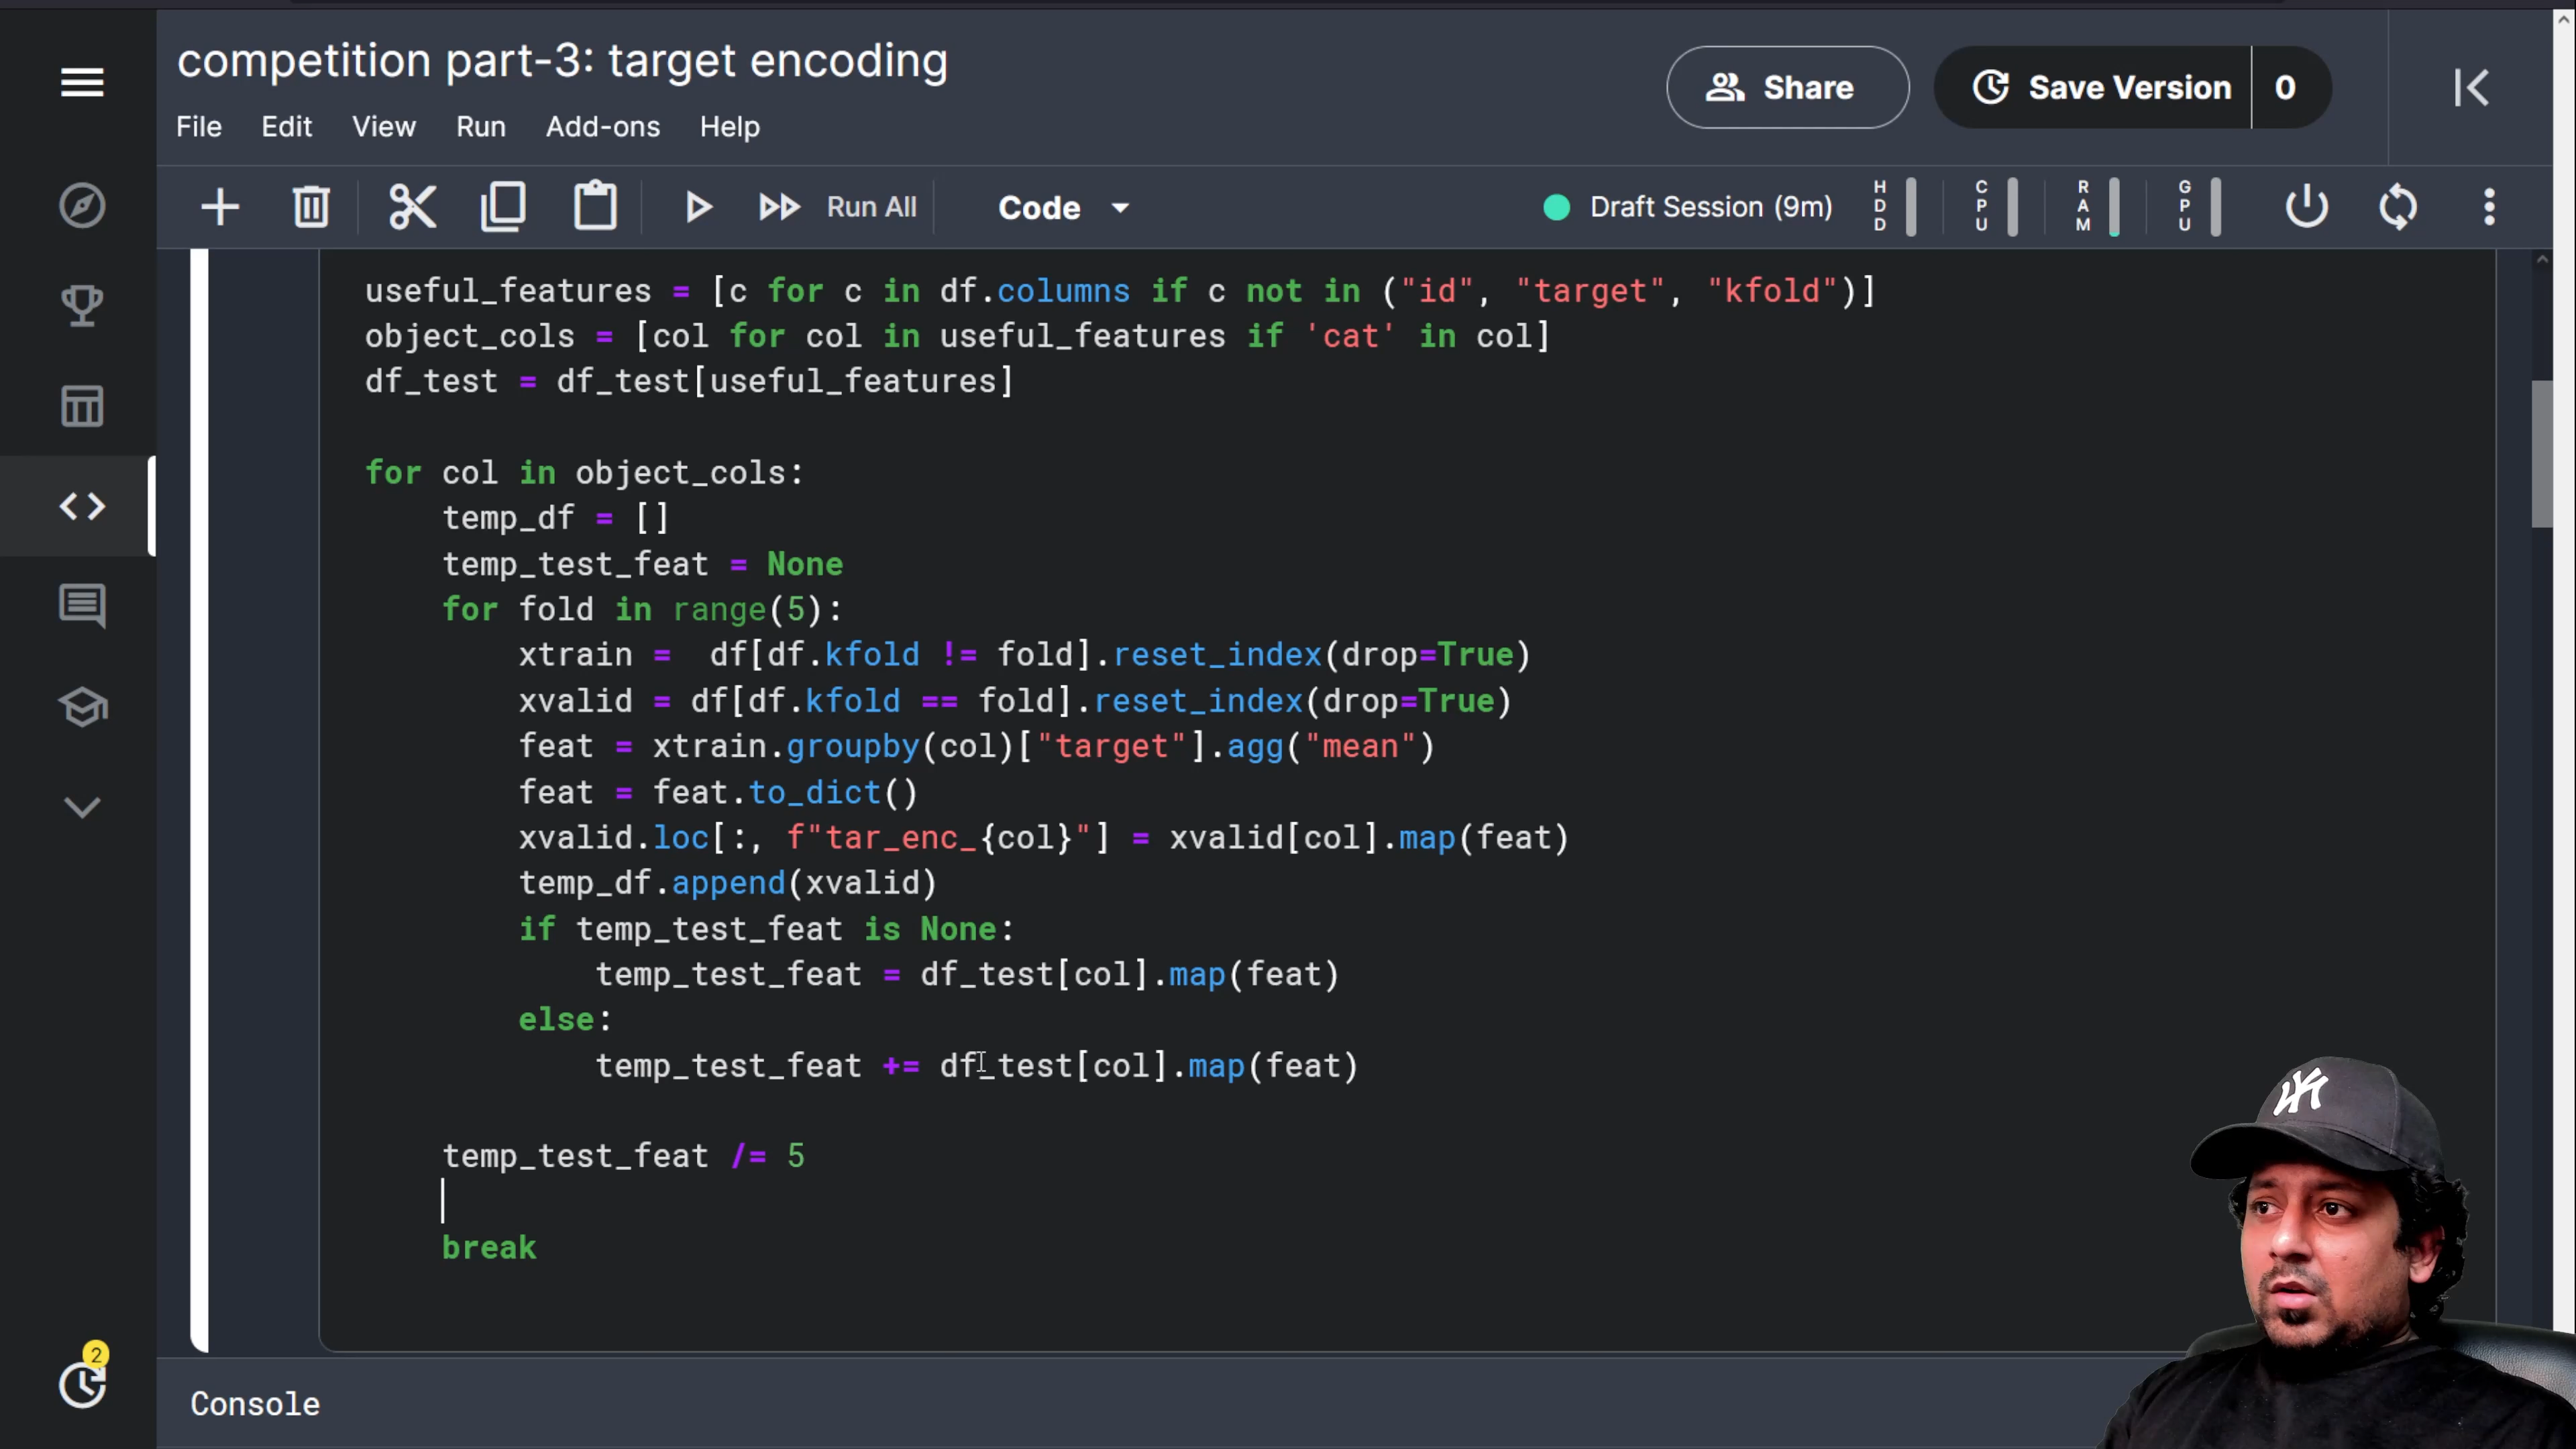 competition part-3: target encoding
Share
Save Version
0
File Edit View Run Add-ons Help
Run All
Code
Draft Session (9m)
HDD
CPU
RAM
GPU
useful_features = [c for c in df.columns if c not in ("id", "target", "kfold")]
object_cols = [col for col in useful_features if 'cat' in col]
df_test = df_test[useful_features]
for col in object_cols:
temp_df = []
temp_test_feat = None
for fold in range(5):
xtrain =  df[df.kfold != fold].reset_index(drop=True)
xvalid = df[df.kfold == fold].reset_index(drop=True)
feat = xtrain.groupby(col)["target"].agg("mean")
feat = feat.to_dict()
xvalid.loc[:, f"tar_enc_{col}"] = xvalid[col].map(feat)
temp_df.append(xvalid)
if temp_test_feat is None:
temp_test_feat = df_test[col].map(feat)
else:
temp_test_feat += df_test[col].map(feat)
temp_test_feat /= 5
break
2
Console